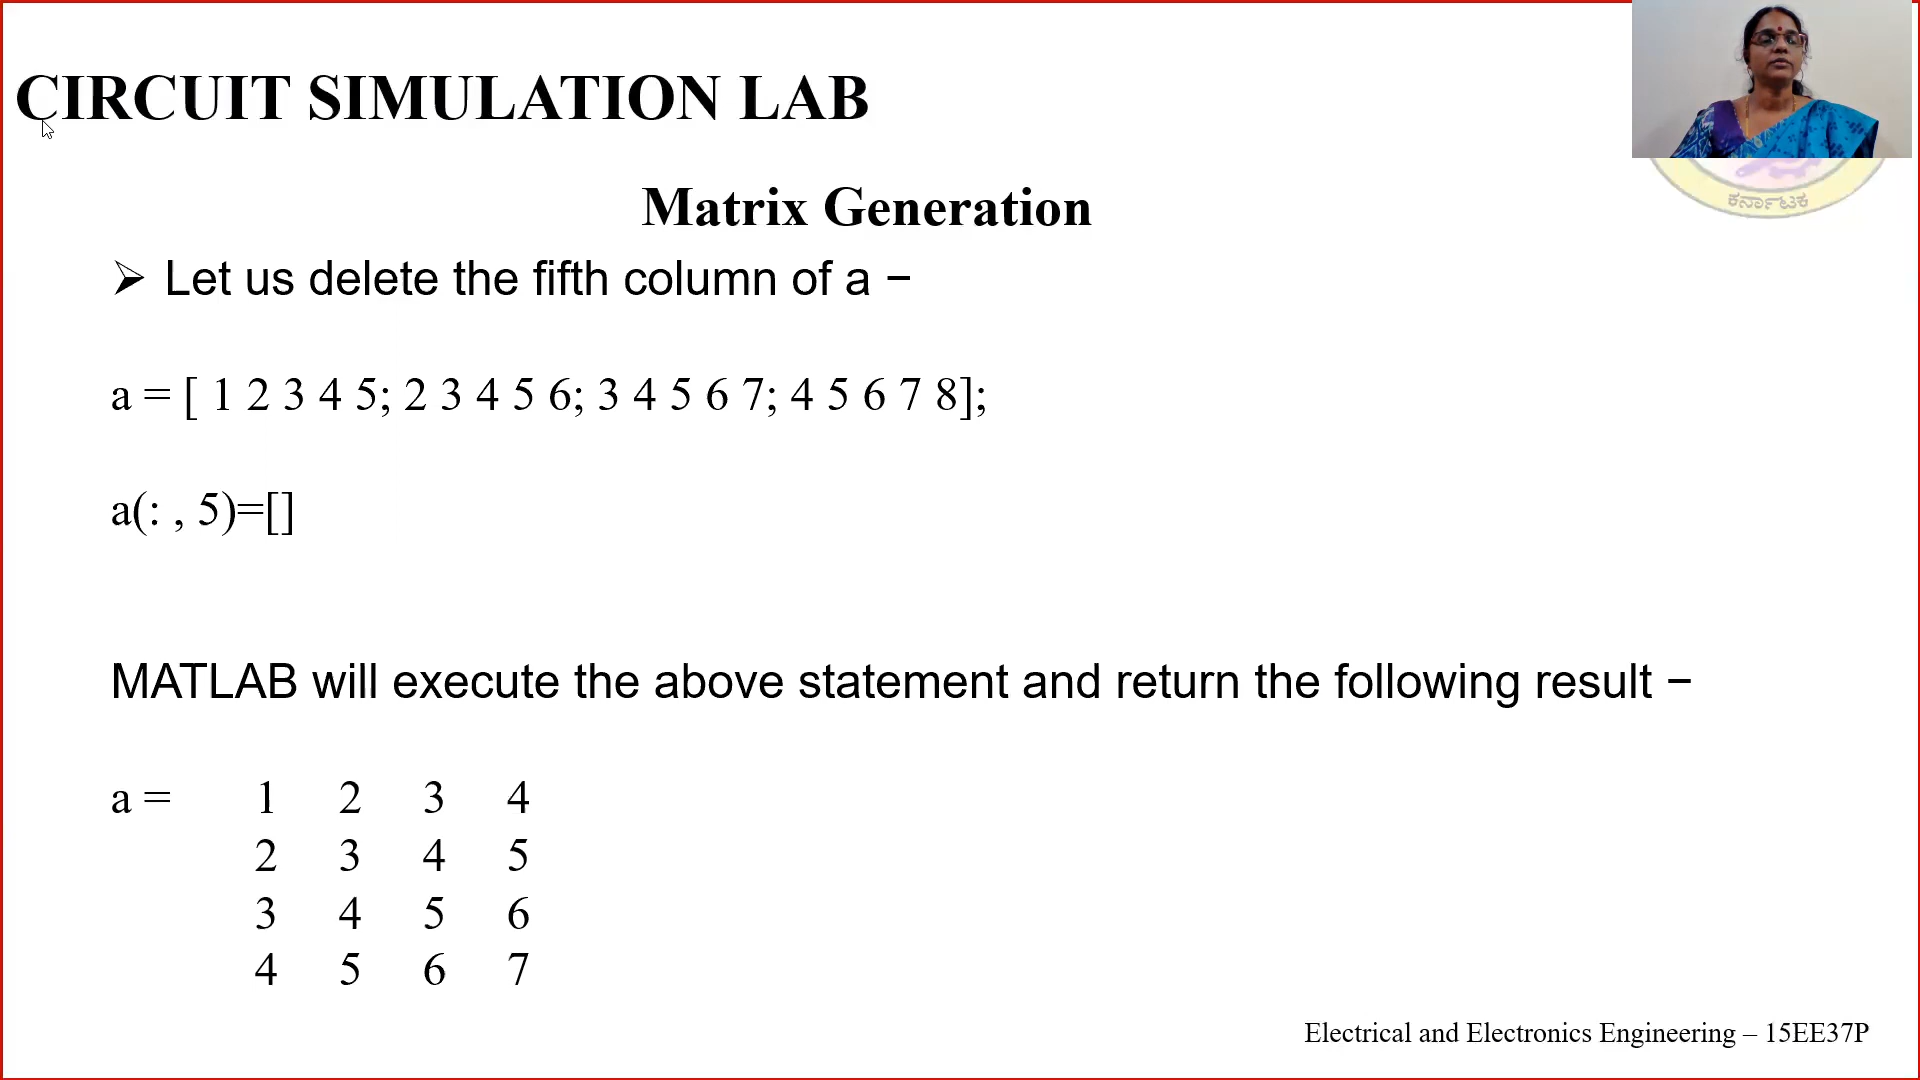 CIRCUIT SIMULATION LAB
ಕರ್ನಾಟಕ
Matrix Generation
➢ Let us delete the fifth column of a −
a = [ 1 2 3 4 5; 2 3 4 5 6; 3 4 5 6 7; 4 5 6 7 8];
a(: , 5)=[]
MATLAB will execute the above statement and return the following result −
a = 1 2 3 4
2 3 4 5
3 4 5 6
4 5 6 7
Electrical and Electronics Engineering – 15EE37P